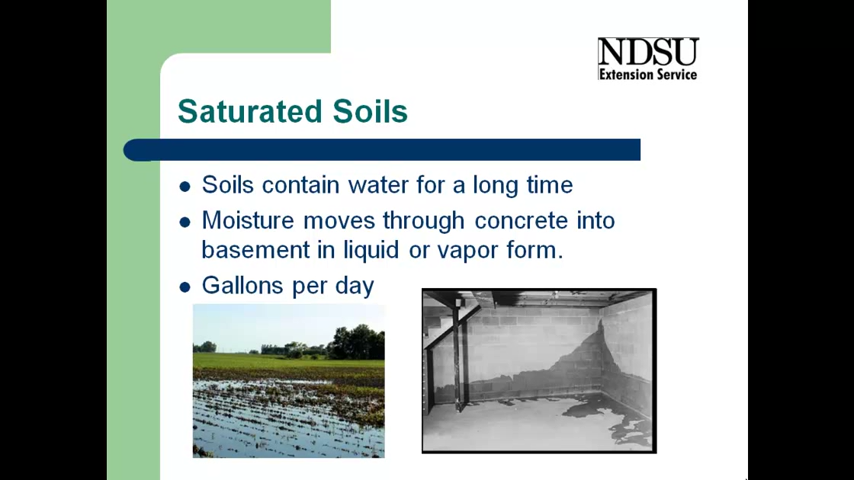 NDSU
Extension Service
Saturated Soils
Soils contain water for a long time
Moisture moves through concrete into
basement in liquid or vapor form.
Gallons per day